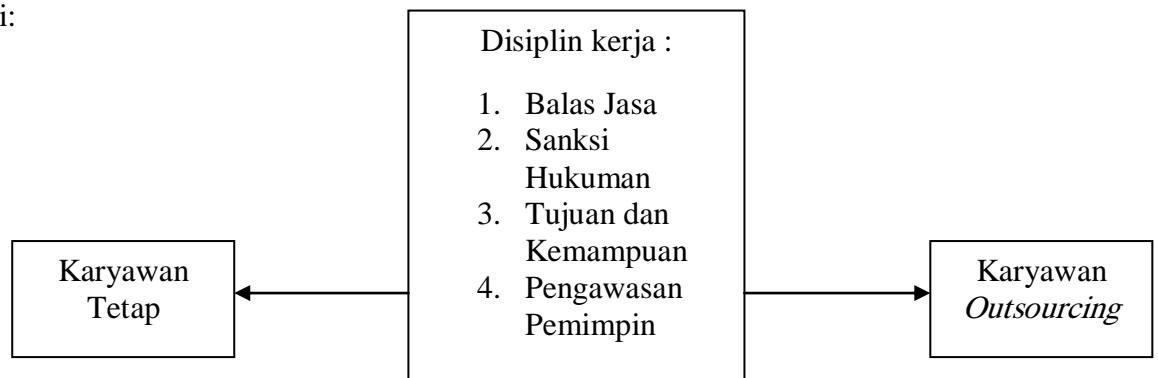 i:
Disiplin kerja :
1. Balas Jasa
2. Sanksi
Hukuman
3. Tujuan dan
Kemampuan
4. Pengawasan
Pemimpin
Karyawan
Tetap
Karyawan
Outsourcing